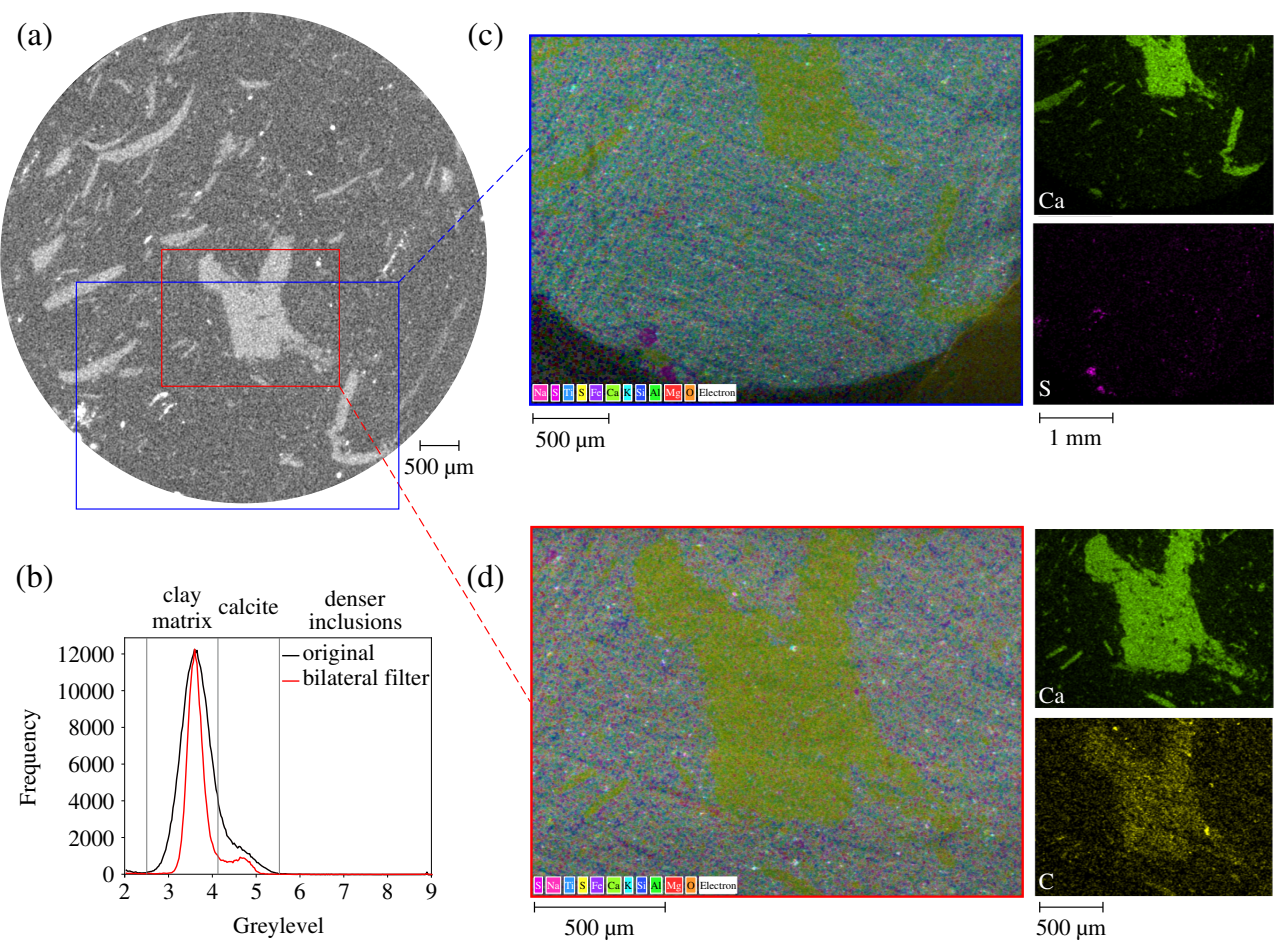 (a)
500 µm
(b)
clay
matrix
calcite
denser
inclusions
original
bilateral filter
12000
10000
8000
6000
4000
2000
0
Frequency
2 3 4 5 6 7 8 9
Greylevel
(c)
Na S Ti S Fe Ca K Si Al Mg O Electron
500 µm
Ca
S
1 mm
(d)
S Na Ti S Fe Ca K Si Al Mg O Electron
500 µm
Ca
C
500 µm